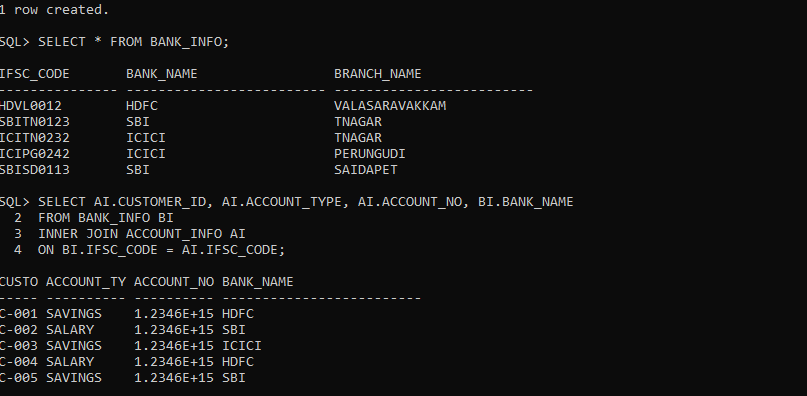 1 row created.
SQL> SELECT * FROM BANK_INFO;
IFSC_CODE       BANK_NAME                 BRANCH_NAME
--------------- ------------------------- -------------------------
HDVL0012        HDFC                      VALASARAVAKKAM
SBITN0123       SBI                       TNAGAR
ICITN0232       ICICI                     TNAGAR
ICIPG0242       ICICI                     PERUNGUDI
SBISD0113       SBI                       SAIDAPET
SQL> SELECT AI.CUSTOMER_ID, AI.ACCOUNT_TYPE, AI.ACCOUNT_NO, BI.BANK_NAME
  2  FROM BANK_INFO BI
  3  INNER JOIN ACCOUNT_INFO AI
  4  ON BI.IFSC_CODE = AI.IFSC_CODE;
CUSTO ACCOUNT_TY ACCOUNT_NO BANK_NAME
----- ---------- ---------- -------------------------
C-001 SAVINGS    1.2346E+15 HDFC
C-002 SALARY     1.2346E+15 SBI
C-003 SAVINGS    1.2346E+15 ICICI
C-004 SALARY     1.2346E+15 HDFC
C-005 SAVINGS    1.2346E+15 SBI